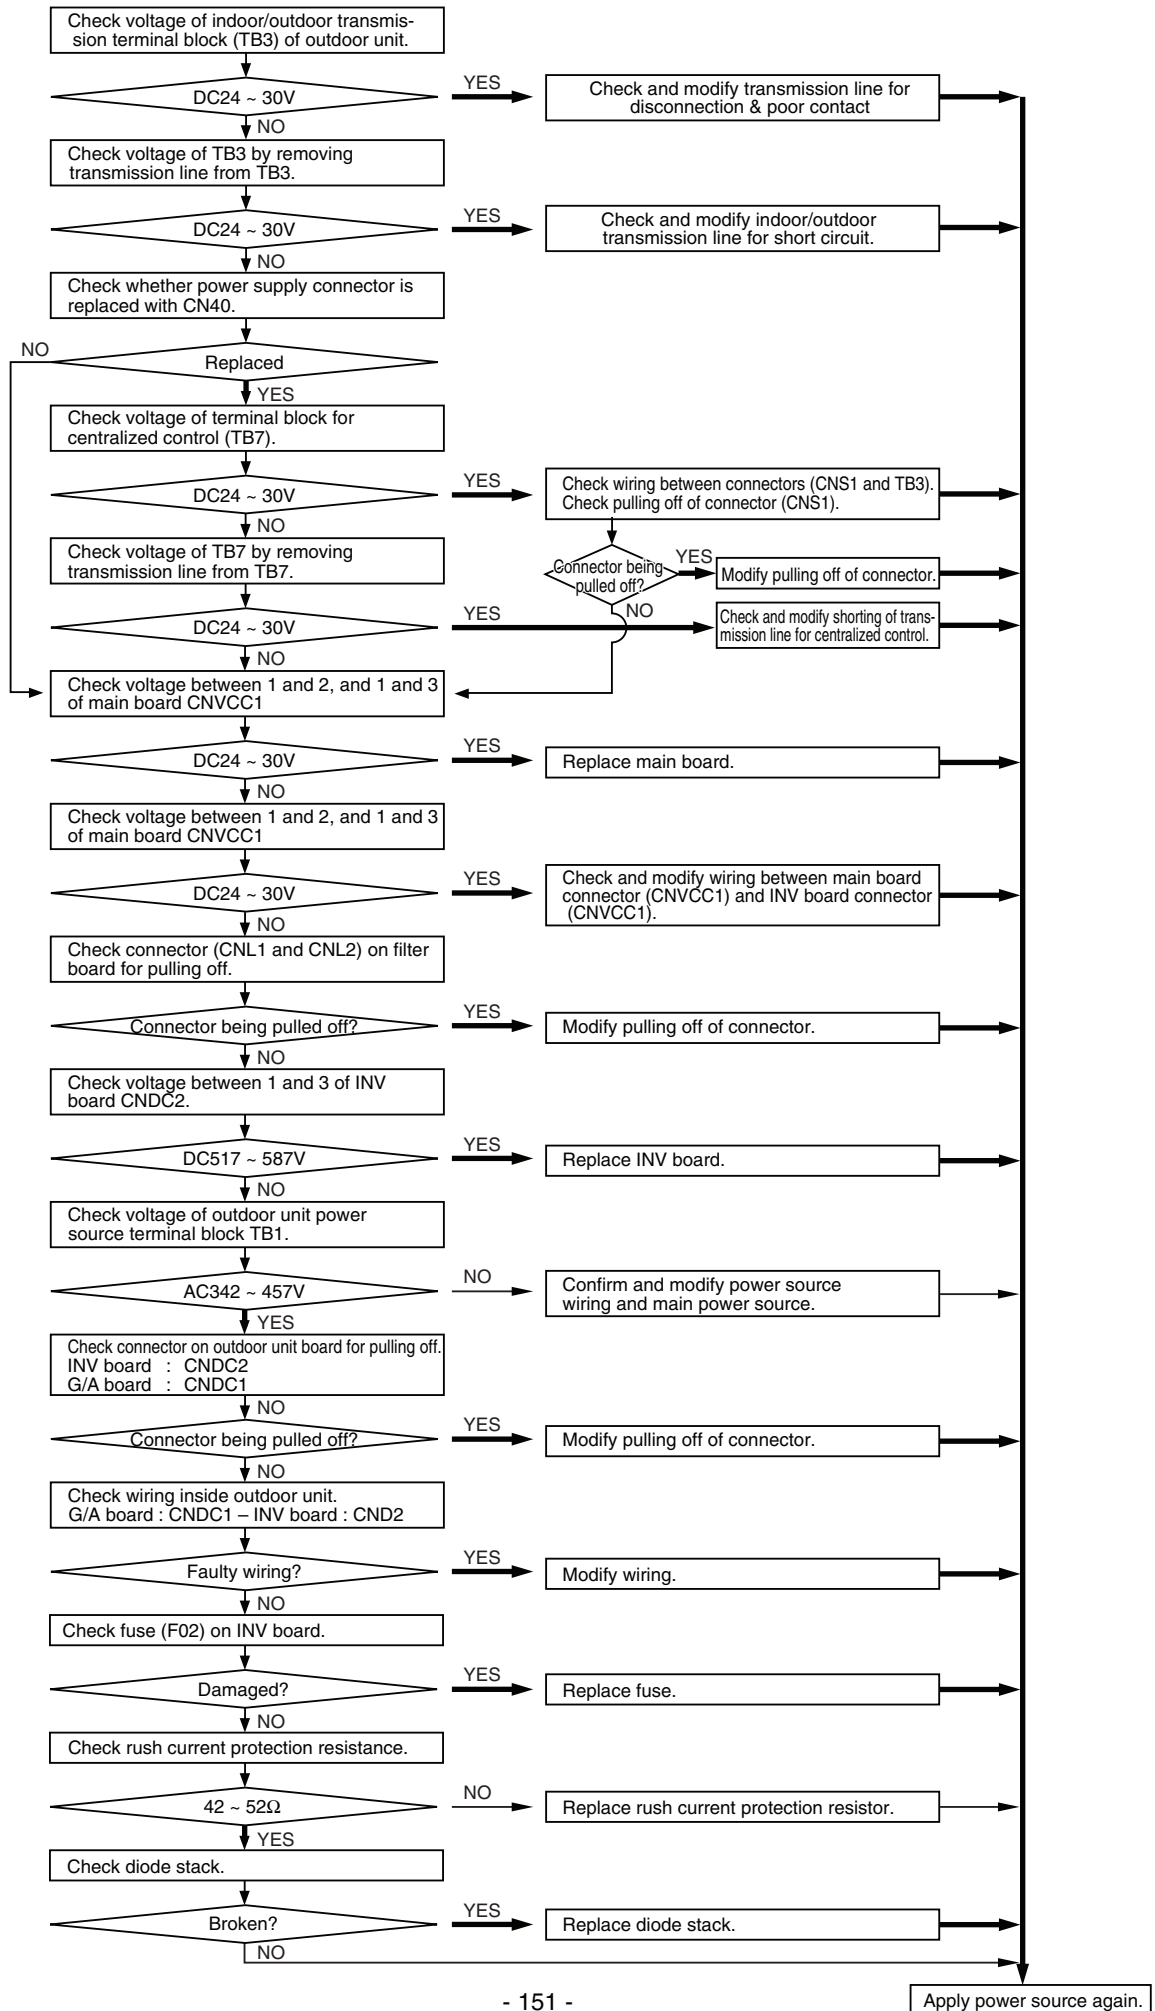 Check voltage of indoor/outdoor transmis-
sion terminal block (TB3) of outdoor unit.
DC24 ~ 30V
YES
Check and modify transmission line for
disconnection & poor contact
NO
Check voltage of TB3 by removing
transmission line from TB3.
DC24 ~ 30V
YES
Check and modify indoor/outdoor
transmission line for short circuit.
NO
Check whether power supply connector is
replaced with CN40.
NO
Replaced
YES
Check voltage of terminal block for
centralized control (TB7).
DC24 ~ 30V
YES
Check wiring between connectors (CNS1 and TB3).
Check pulling off of connector (CNS1).
NO
Check voltage of TB7 by removing
transmission line from TB7.
Connector being
pulled off?
YES
Modify pulling off of connector.
NO
DC24 ~ 30V
YES
Check and modify shorting of trans-
mission line for centralized control.
NO
Check voltage between 1 and 2, and 1 and 3
of main board CNVCC1
DC24 ~ 30V
YES
Replace main board.
NO
Check voltage between 1 and 2, and 1 and 3
of main board CNVCC1
DC24 ~ 30V
YES
Check and modify wiring between main board
connector (CNVCC1) and INV board connector
(CNVCC1).
NO
Check connector (CNL1 and CNL2) on filter
board for pulling off.
Connector being pulled off?
YES
Modify pulling off of connector.
NO
Check voltage between 1 and 3 of INV
board CNDC2.
DC517 ~ 587V
YES
Replace INV board.
NO
Check voltage of outdoor unit power
source terminal block TB1.
AC342 ~ 457V
NO
Confirm and modify power source
wiring and main power source.
YES
Check connector on outdoor unit board for pulling off.
INV board : CNDC2
G/A board : CNDC1
NO
Connector being pulled off?
YES
Modify pulling off of connector.
NO
Check wiring inside outdoor unit.
G/A board : CNDC1 – INV board : CND2
Faulty wiring?
YES
Modify wiring.
NO
Check fuse (F02) on INV board.
Damaged?
YES
Replace fuse.
NO
Check rush current protection resistance.
42 ~ 52Ω
NO
Replace rush current protection resistor.
YES
Check diode stack.
Broken?
YES
Replace diode stack.
NO
- 151 -
Apply power source again.